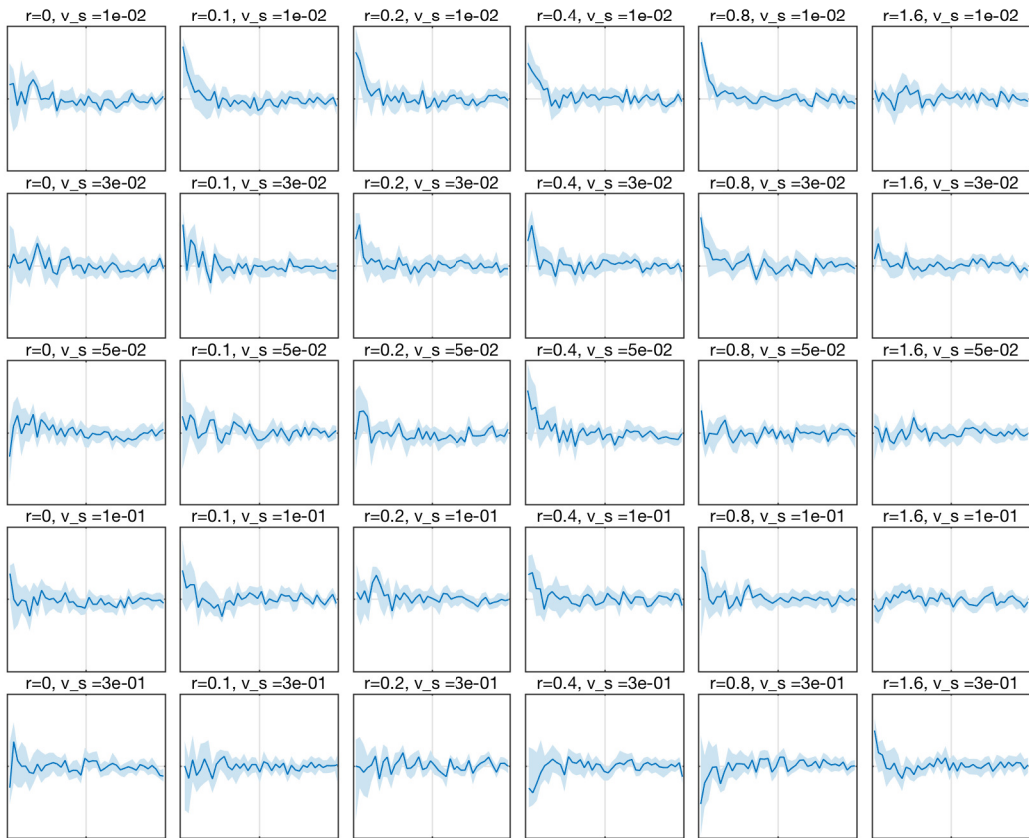 r=0, v_s =1e-02 r=0.1, v_s =1e-02 r=0.2, v_s =1e-02 r=0.4, v_s =1e-02 r=0.8, v_s =1e-02 r=1.6, v_s =1e-02
r=0, v_s =3e-02 r=0.1, v_s =3e-02 r=0.2, v_s =3e-02 r=0.4, v_s =3e-02 r=0.8, v_s =3e-02 r=1.6, v_s =3e-02
r=0, v_s =5e-02 r=0.1, v_s =5e-02 r=0.2, v_s =5e-02 r=0.4, v_s =5e-02 r=0.8, v_s =5e-02 r=1.6, v_s =5e-02
r=0, v_s =1e-01 r=0.1, v_s =1e-01 r=0.2, v_s =1e-01 r=0.4, v_s =1e-01 r=0.8, v_s =1e-01 r=1.6, v_s =1e-01
r=0, v_s =3e-01 r=0.1, v_s =3e-01 r=0.2, v_s =3e-01 r=0.4, v_s =3e-01 r=0.8, v_s =3e-01 r=1.6, v_s =3e-01